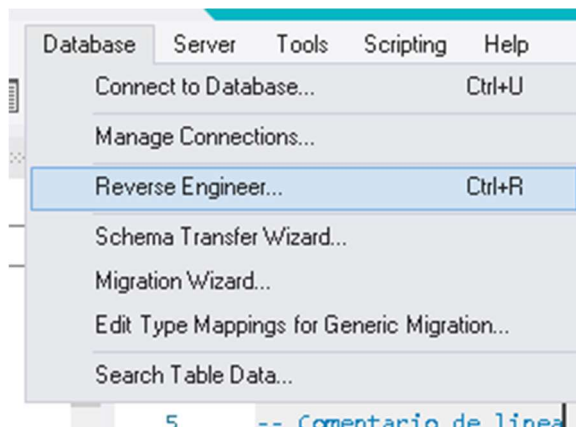 Database Server Tools Scripting Help
Connect to Database... Ctrl+U
Manage Connections...
Reverse Engineer... Ctrl+R
Schema Transfer Wizard...
Migration Wizard...
Edit Type Mappings for Generic Migration...
Search Table Data...
5 -- Comentario de linea